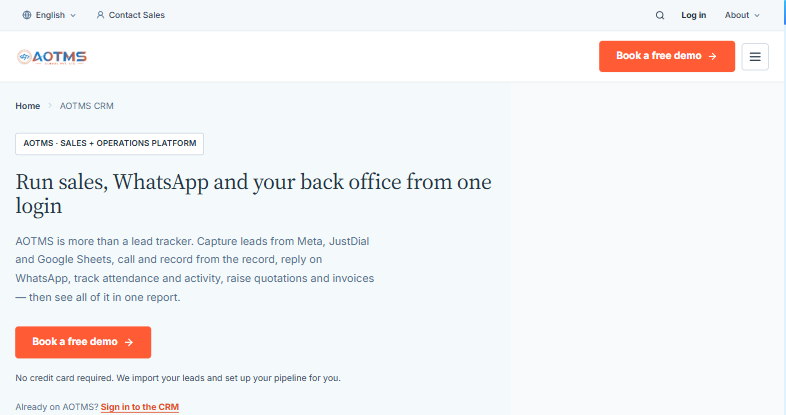 English
Contact Sales
Log in
About
AOTMS
Book a free demo →
Home > AOTMS CRM
AOTMS · SALES + OPERATIONS PLATFORM
Run sales, WhatsApp and your back office from one
login
AOTMS is more than a lead tracker. Capture leads from Meta, JustDial
and Google Sheets, call and record from the record, reply on
WhatsApp, track attendance and activity, raise quotations and invoices
— then see all of it in one report.
Book a free demo →
No credit card required. We import your leads and set up your pipeline for you.
Already on AOTMS? Sign in to the CRM